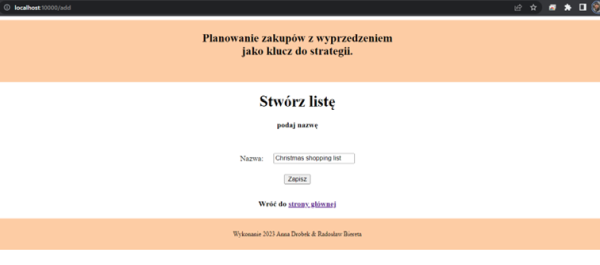 localhost:10000/add
Planowanie zakupów z wyprzedzeniem
jako klucz do strategii.
Stwórz listę
podaj nazwę
Nazwa: Christmas shopping list
Zapisz
Wróć do strony głównej
Wykonanie 2023 Anna Drobek & Radosław